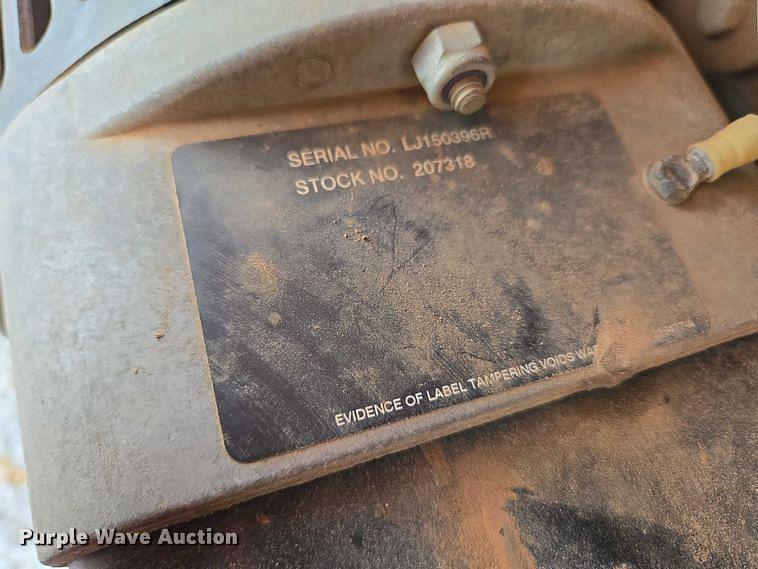 SERIAL NO. LJ150396R
STOCK NO. 207318
EVIDENCE OF LABEL TAMPERING VOIDS
Purple Wave Auction